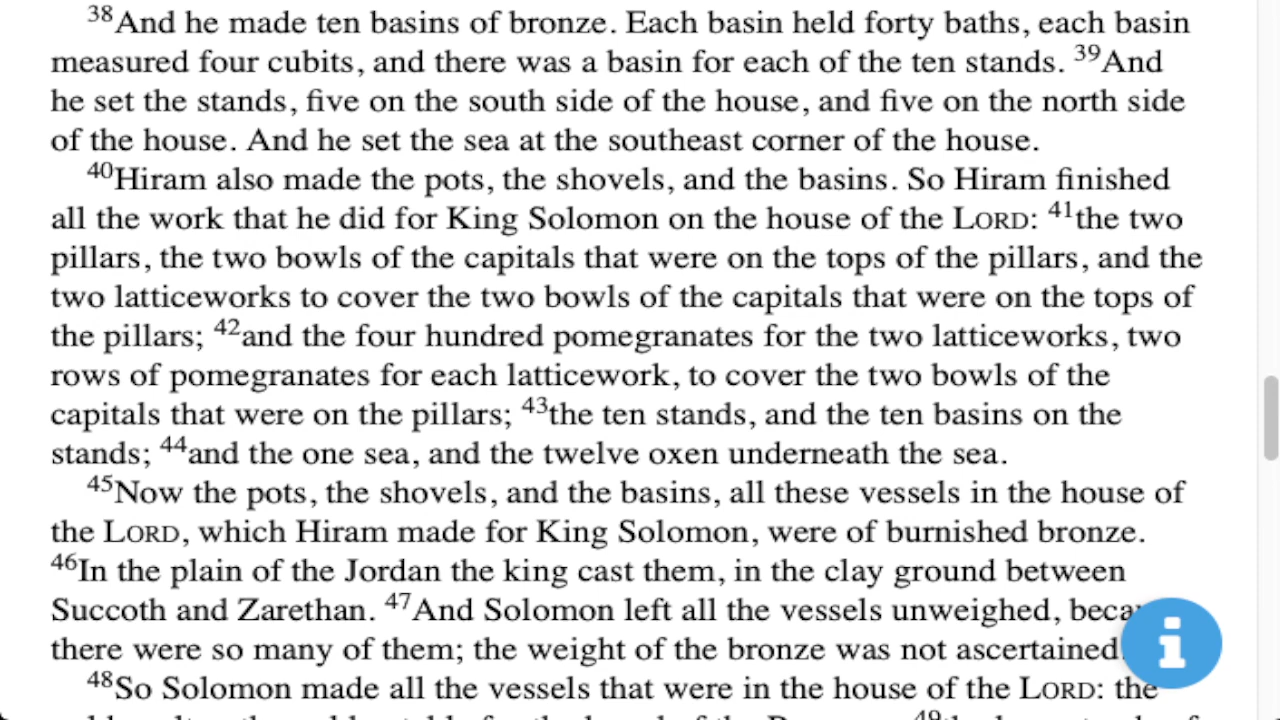 38And he made ten basins of bronze. Each basin held forty baths, each basin
measured four cubits, and there was a basin for each of the ten stands. 39And
he set the stands, five on the south side of the house, and five on the north side
of the house. And he set the sea at the southeast corner of the house.
40Hiram also made the pots, the shovels, and the basins. So Hiram finished
all the work that he did for King Solomon on the house of the LORD: 41the two
pillars, the two bowls of the capitals that were on the tops of the pillars, and the
two latticeworks to cover the two bowls of the capitals that were on the tops of
the pillars; 42and the four hundred pomegranates for the two latticeworks, two
rows of pomegranates for each latticework, to cover the two bowls of the
capitals that were on the pillars; 43the ten stands, and the ten basins on the
stands; 44and the one sea, and the twelve oxen underneath the sea.
45Now the pots, the shovels, and the basins, all these vessels in the house of
the LORD, which Hiram made for King Solomon, were of burnished bronze.
46In the plain of the Jordan the king cast them, in the clay ground between
Succoth and Zarethan. 47And Solomon left all the vessels unweighed,
there were so many of them; the weight of the bronze was not ascertained.
48So Solomon made all the vessels that were in the house of the LORD: the